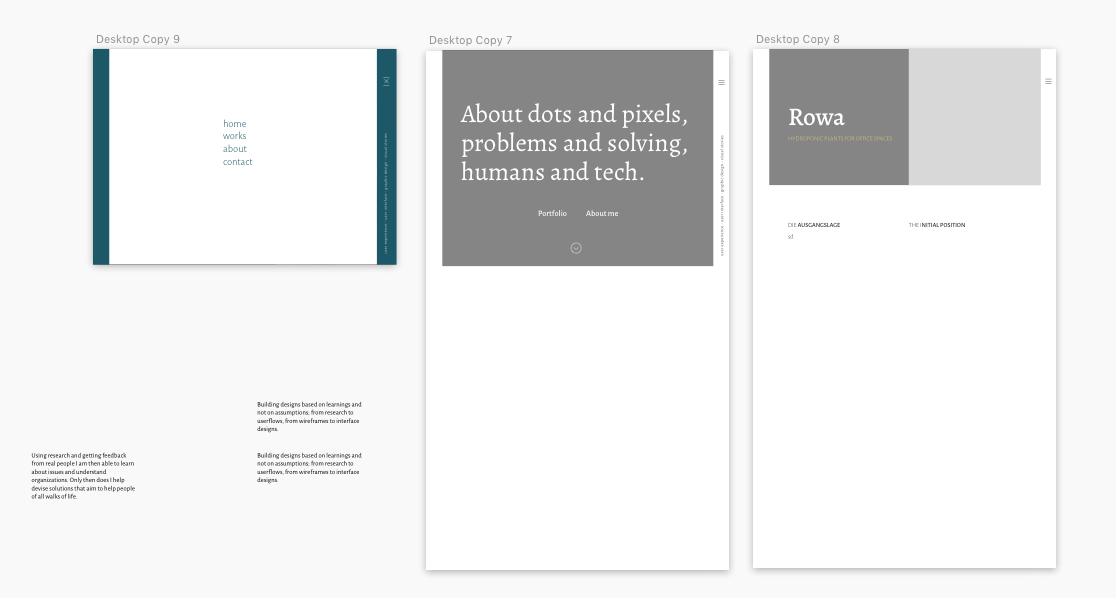 Desktop Copy 9
[x]
home
works
about
contact
user experience · user interface · graphic design · visual stories
Desktop Copy 7
About dots and pixels,
problems and solving,
humans and tech.
Portfolio
About me
user experience · user interface · graphic design · visual stories
Desktop Copy 8
Rowa
HYDROPONIC PLANTS FOR OFFICE SPACES
DIE AUSGANGSLAGE
sd
THE INITIAL POSITION
Building designs based on learnings and
not on assumptions; from research to
userflows, from wireframes to interface
designs.
Using research and getting feedback
from real people I am then able to learn
about issues and understand
organizations. Only then does I help
devise solutions that aim to help people
of all walks of life.
Building designs based on learnings and
not on assumptions; from research to
userflows, from wireframes to interface
designs.